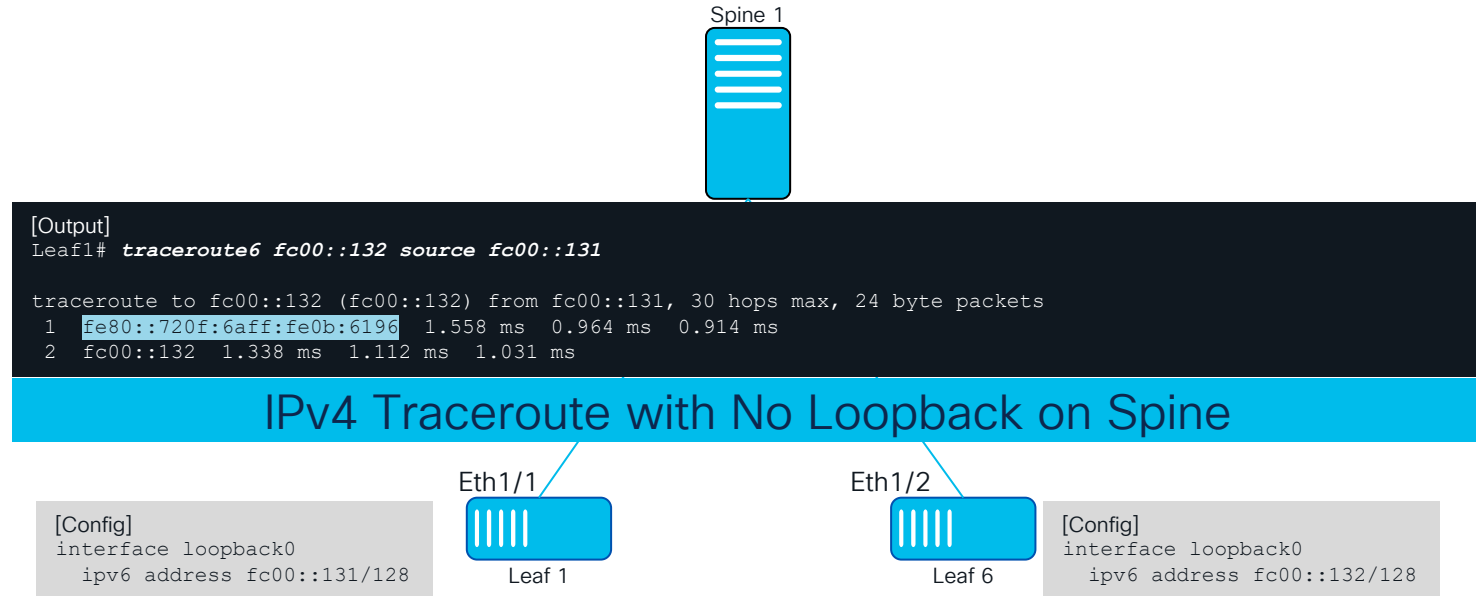 Spine 1
[Output]
Leaf1# traceroute6 fc00::132 source fc00::131
traceroute to fc00::132 (fc00::132) from fc00::131, 30 hops max, 24 byte packets
1 fe80::720f:6aff:fe0b:6196 1.558 ms 0.964 ms 0.914 ms
2 fc00::132 1.338 ms 1.112 ms 1.031 ms
IPv4 Traceroute with No Loopback on Spine
Eth1/1
Eth1/2
[Config]
interface loopback0
ipv6 address fc00::131/128
Leaf 1
Leaf 6
[Config]
interface loopback0
ipv6 address fc00::132/128